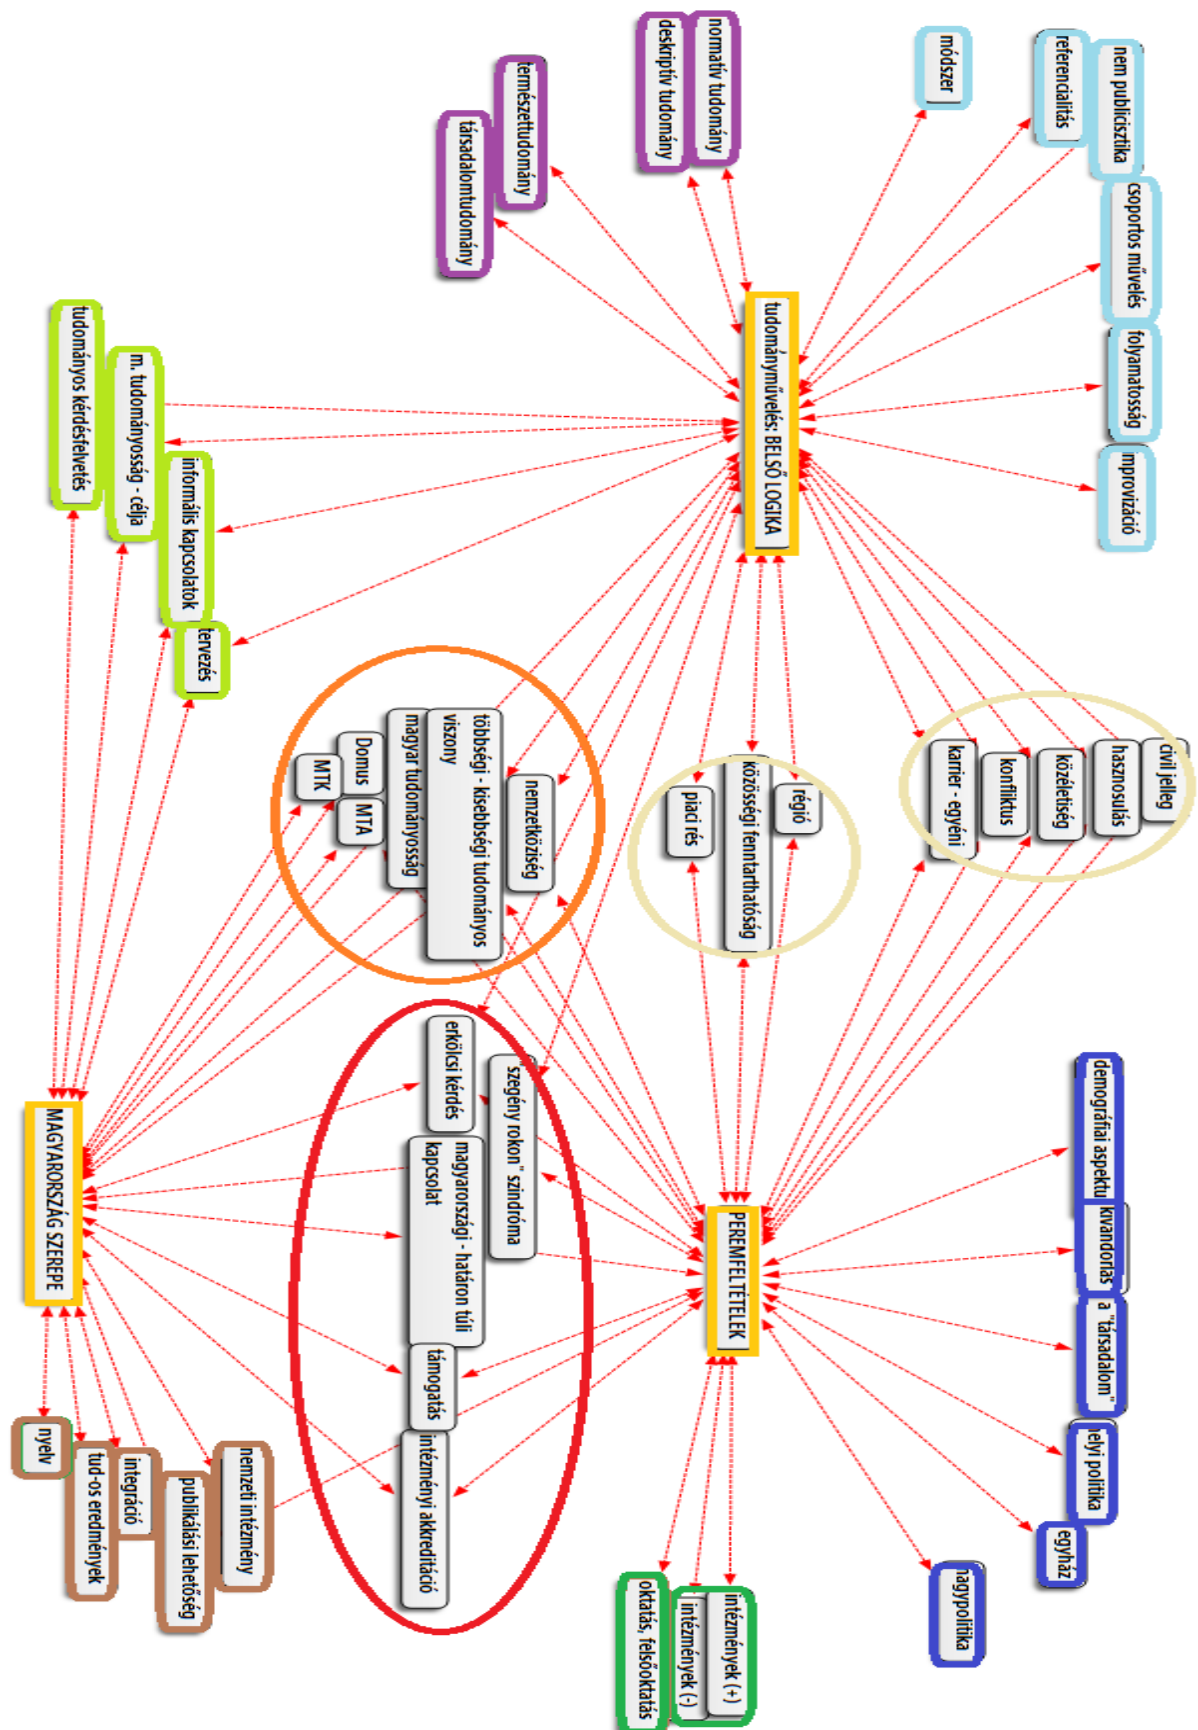 módszer
referencialitás
nem publicisztika
csoportos művelés
folyamatosság
improvizáció
normatív tudomány
deskriptív tudomány
természettudomány
társadalomtudomány
tudományművelés: BELSŐ LOGIKA
tudományos kérdésfelvetés
m. tudományosság - célja
informális kapcsolatok
tervezés
civil jelleg
hasznosulás
közéletiség
konfliktus
karrier - egyéni
régió
közösségi fenntarthatóság
piaci rés
nemzetköziség
többségi - kisebbségi tudományos
viszony
magyar tudományosság
Domus
MTA
MTK
szegény rokon" szindróma
erkölcsi kérdés
magyarországi - határon túli
kapcsolat
támogatás
intézményi akkreditáció
PEREMFELTÉTELEK
demográfiai aspektu
kivándorlás
a "társadalom"
helyi politika
egyház
nagypolitika
intézmények (+)
intézmények (-)
oktatás, felsőoktatás
MAGYARORSZÁG SZEREPE
nemzeti intézmény
publikálási lehetőség
integráció
tud-os eredmények
nyelv